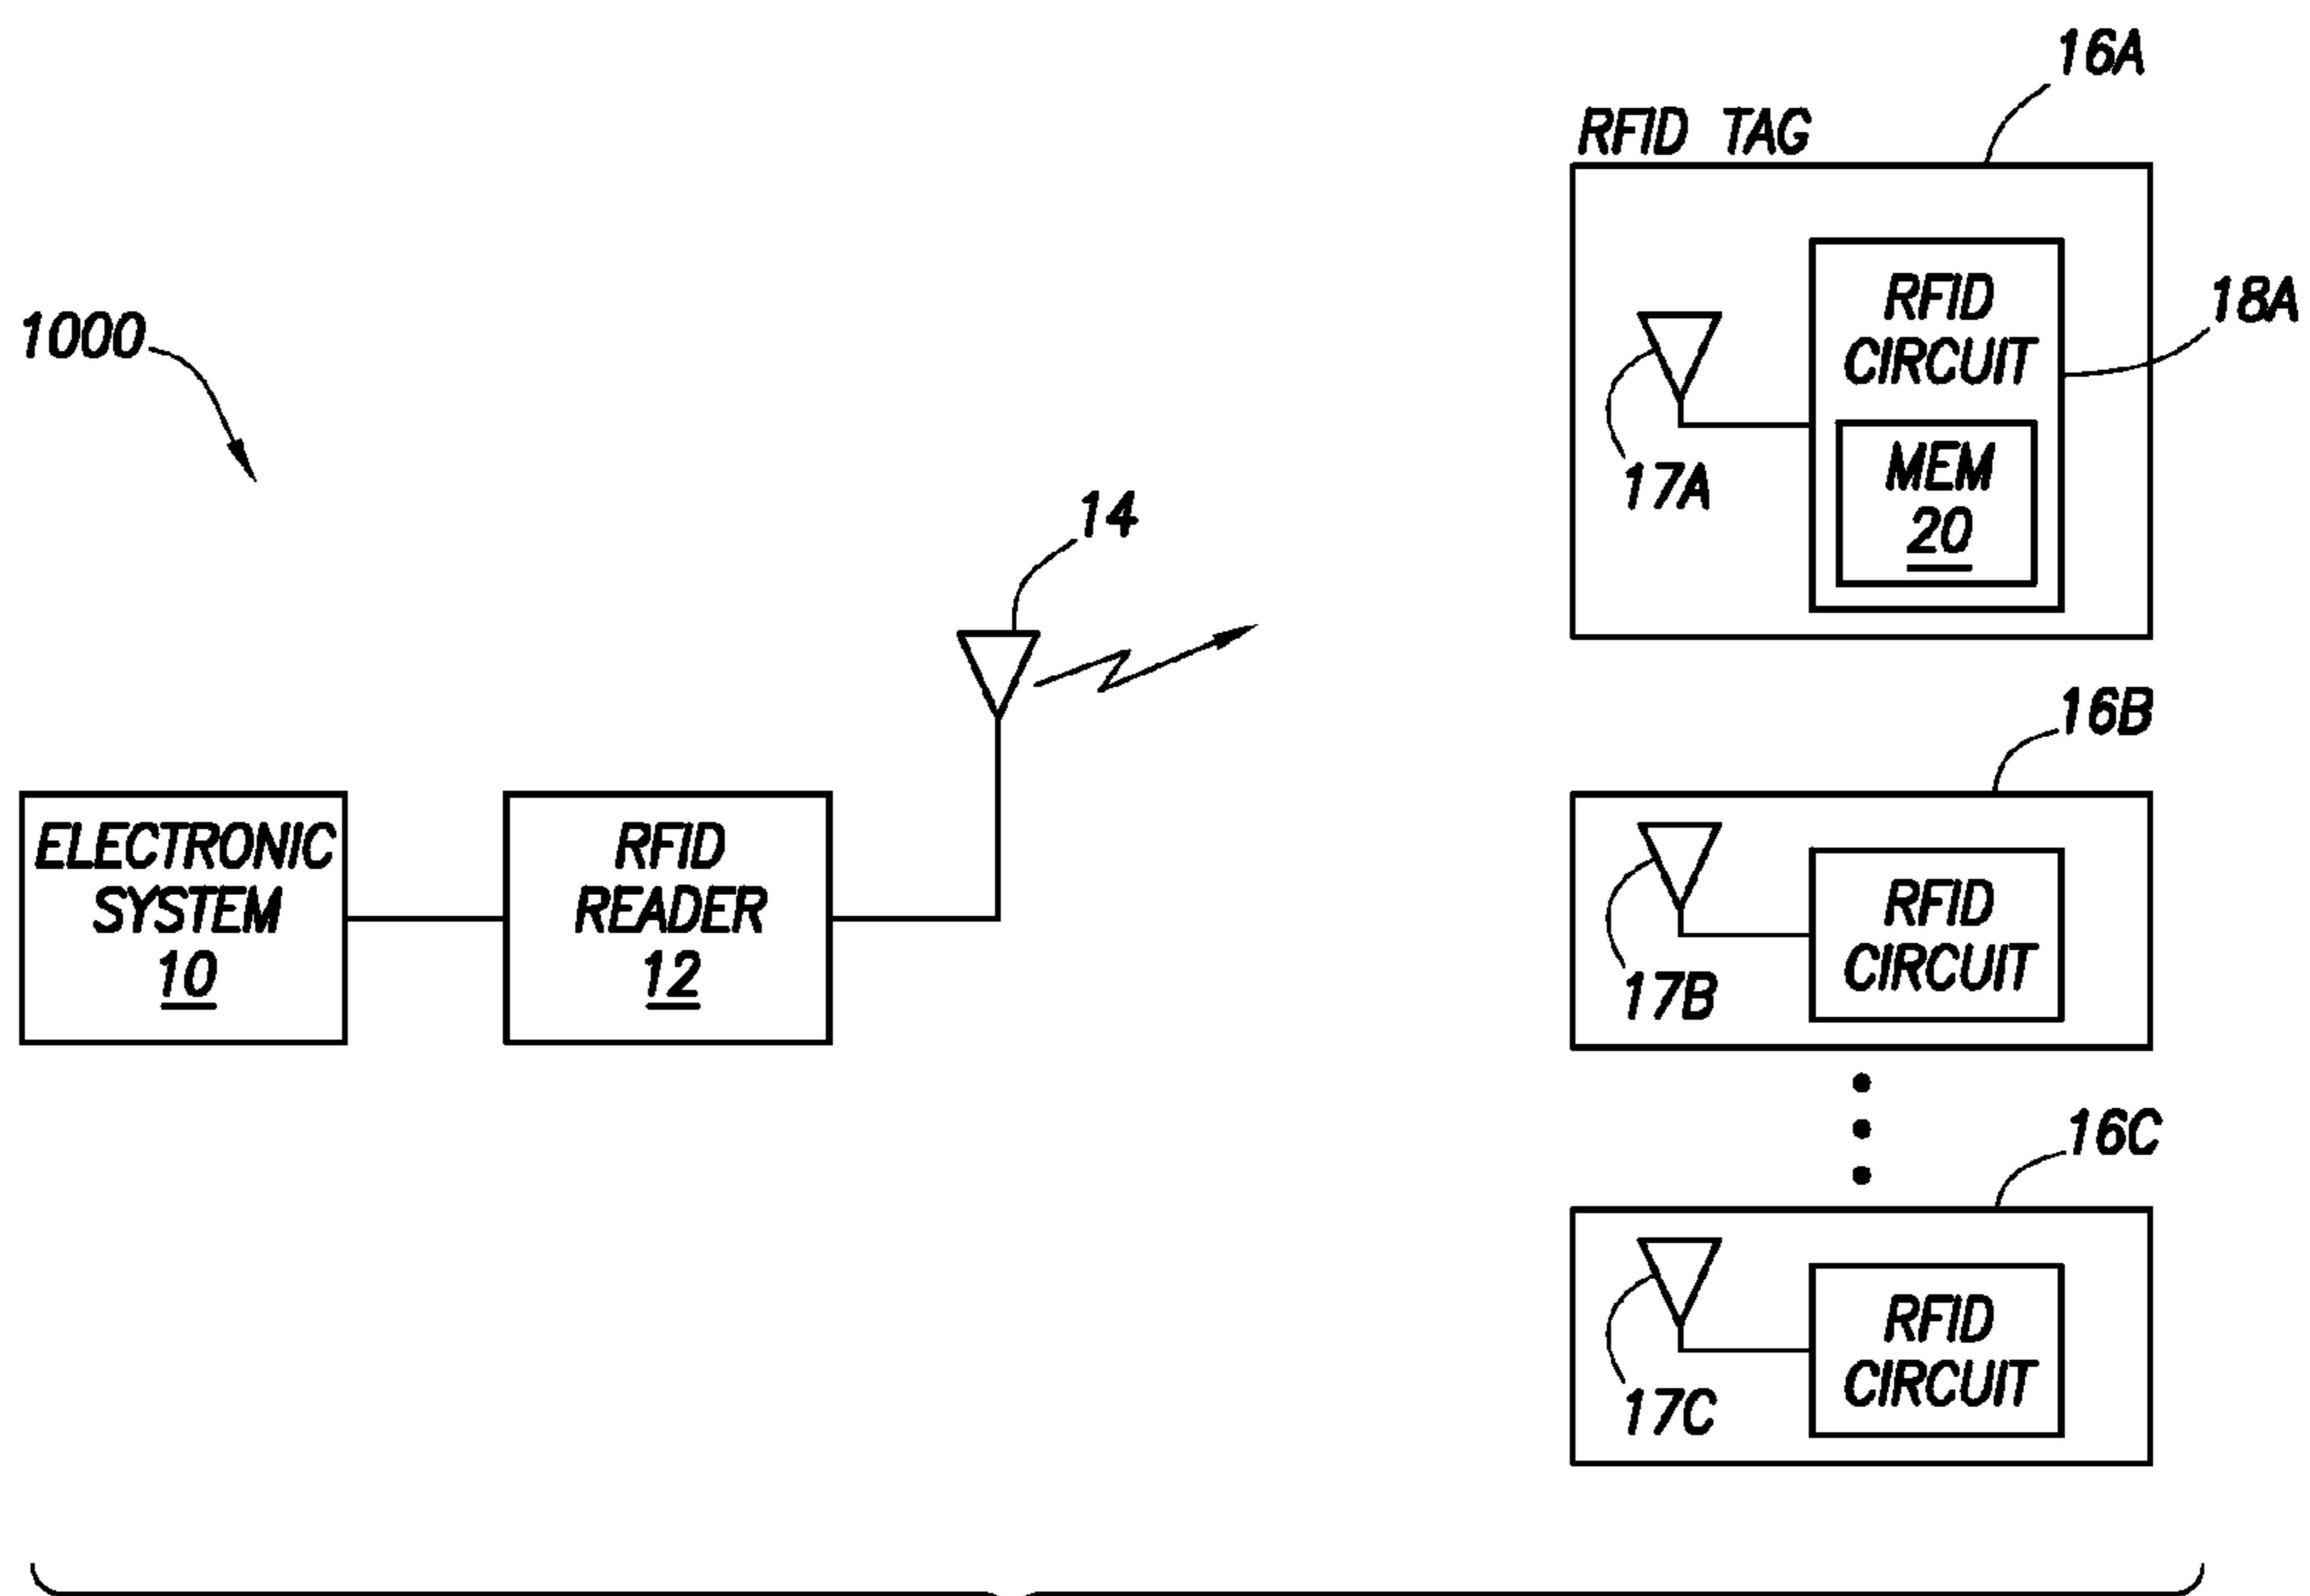 16A
RFID TAG
RFID
CIRCUIT
18A
MEM
20
17A
1000
14
16B
ELECTRONIC
SYSTEM
10
RFID
READER
12
RFID
CIRCUIT
17B
16C
RFID
CIRCUIT
17C